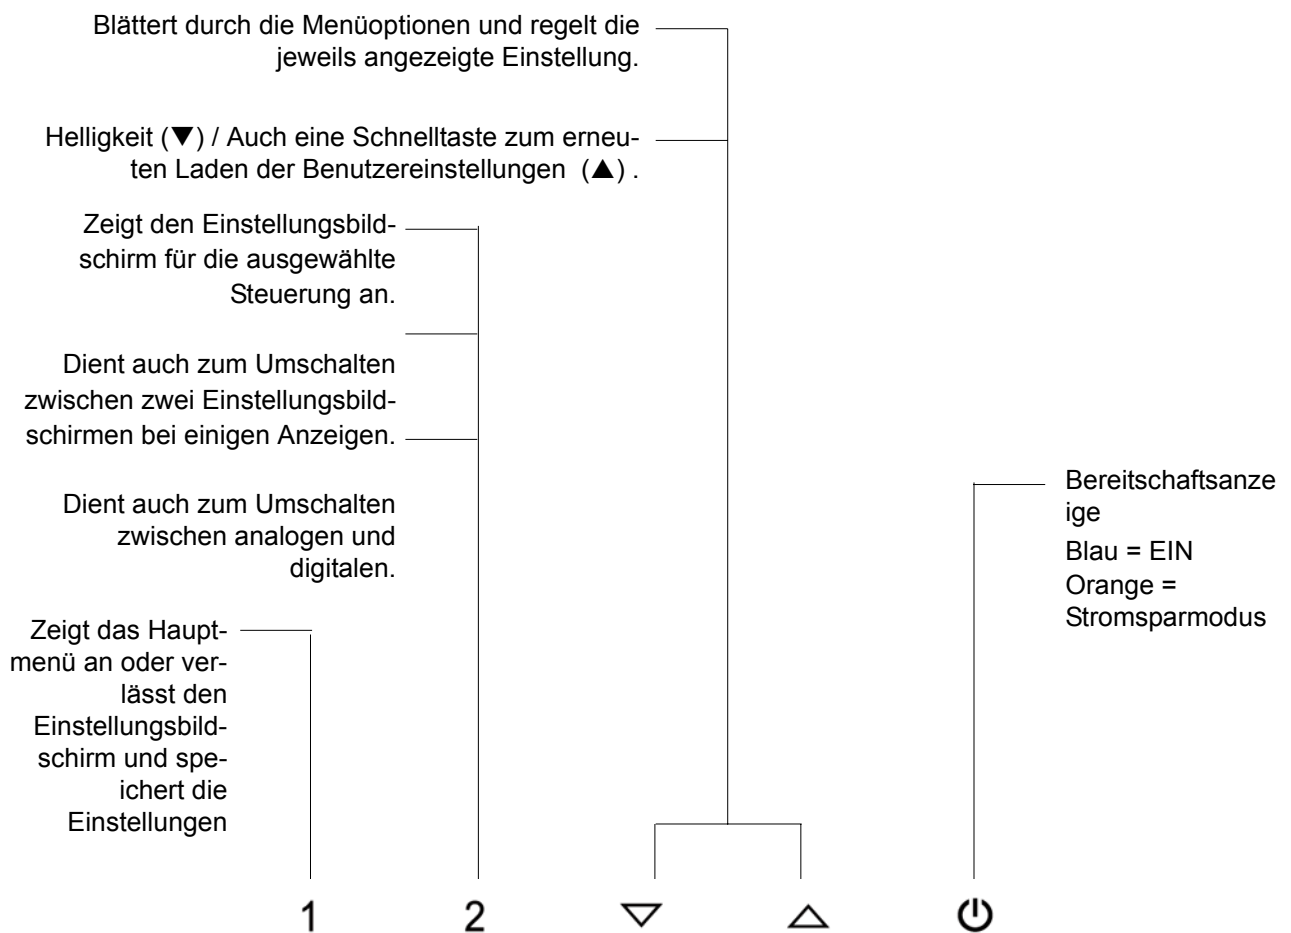 Blättert durch die Menüoptionen und regelt die
jeweils angezeigte Einstellung.
Helligkeit (▼) / Auch eine Schnelltaste zum erneu-
ten Laden der Benutzereinstellungen (▲) .
Zeigt den Einstellungsbild-
schirm für die ausgewählte
Steuerung an.
Dient auch zum Umschalten
zwischen zwei Einstellungsbild-
schirmen bei einigen Anzeigen.
Dient auch zum Umschalten
zwischen analogen und
digitalen.
Zeigt das Haupt-
menü an oder ver-
lässt den
Einstellungsbild-
schirm und spe-
ichert die
Einstellungen
Bereitschaftsanze
ige
Blau = EIN
Orange =
Stromsparmodus
1 2 ▽ △ ⏻